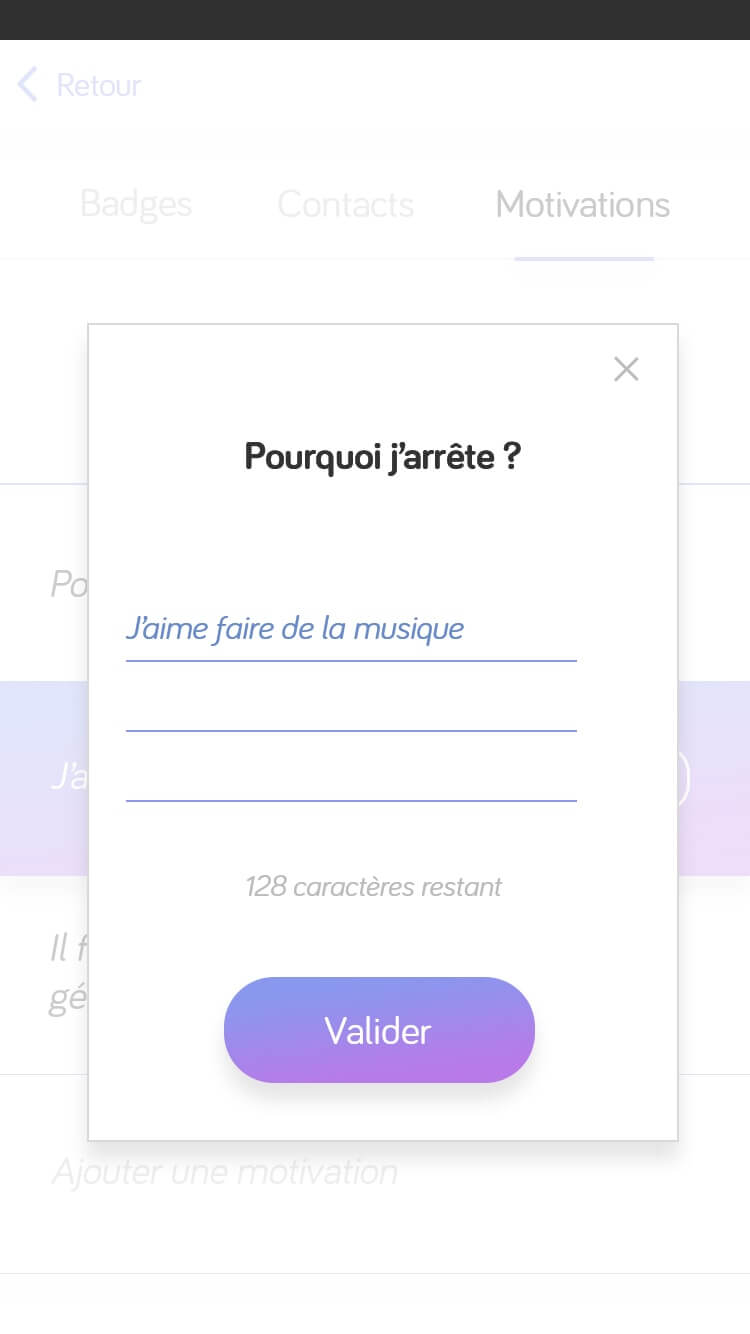 Retour
Badges Contacts Motivations
Pourquoi j’arrête ?
Po
J’aime faire de la musique
J’a
128 caractères restant
Il f
gé
Valider
Ajouter une motivation